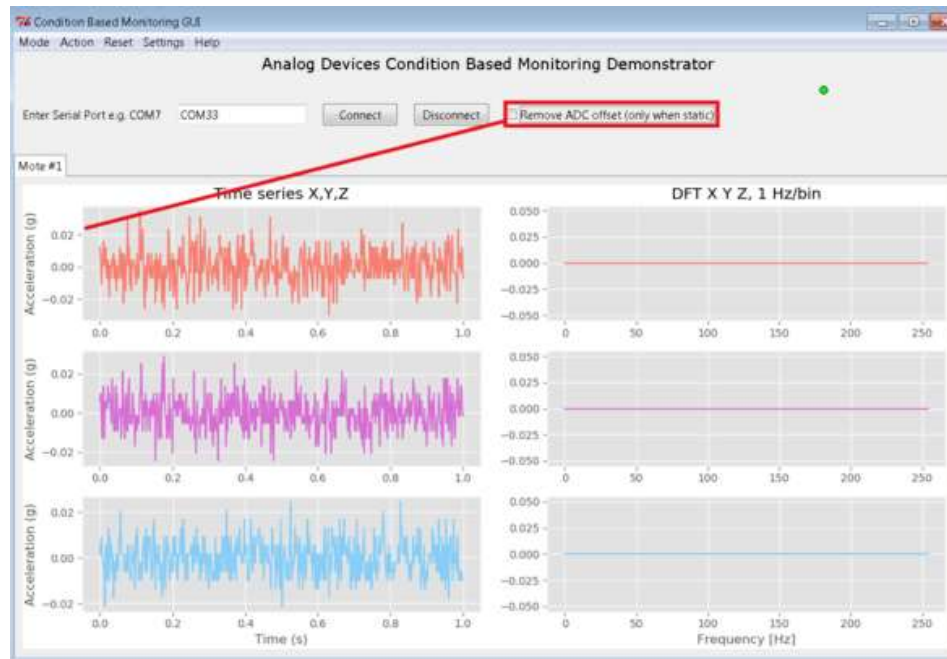 Condition Based Monitoring GUI
Mode Action Reset Settings Help
Analog Devices Condition Based Monitoring Demonstrator
Enter Serial Port e.g. COM7 COM33 Connect Disconnect Remove ADC offset (only when static)
Mote #1
Time series X,Y,Z
Acceleration (g)
0.02
0.00
−0.02
0.0 0.2 0.4 0.6 0.8 1.0
DFT X Y Z, 1 Hz/bin
0.050
0.025
0.000
−0.025
−0.050
0 50 100 150 200 250
Acceleration (g)
0.02
0.00
−0.02
0.0 0.2 0.4 0.6 0.8 1.0
0.050
0.025
0.000
−0.025
−0.050
0 50 100 150 200 250
Acceleration (g)
0.02
0.00
−0.02
0.0 0.2 0.4 0.6 0.8 1.0
Time (s)
0.050
0.025
0.000
−0.025
−0.050
0 50 100 150 200 250
Frequency [Hz]